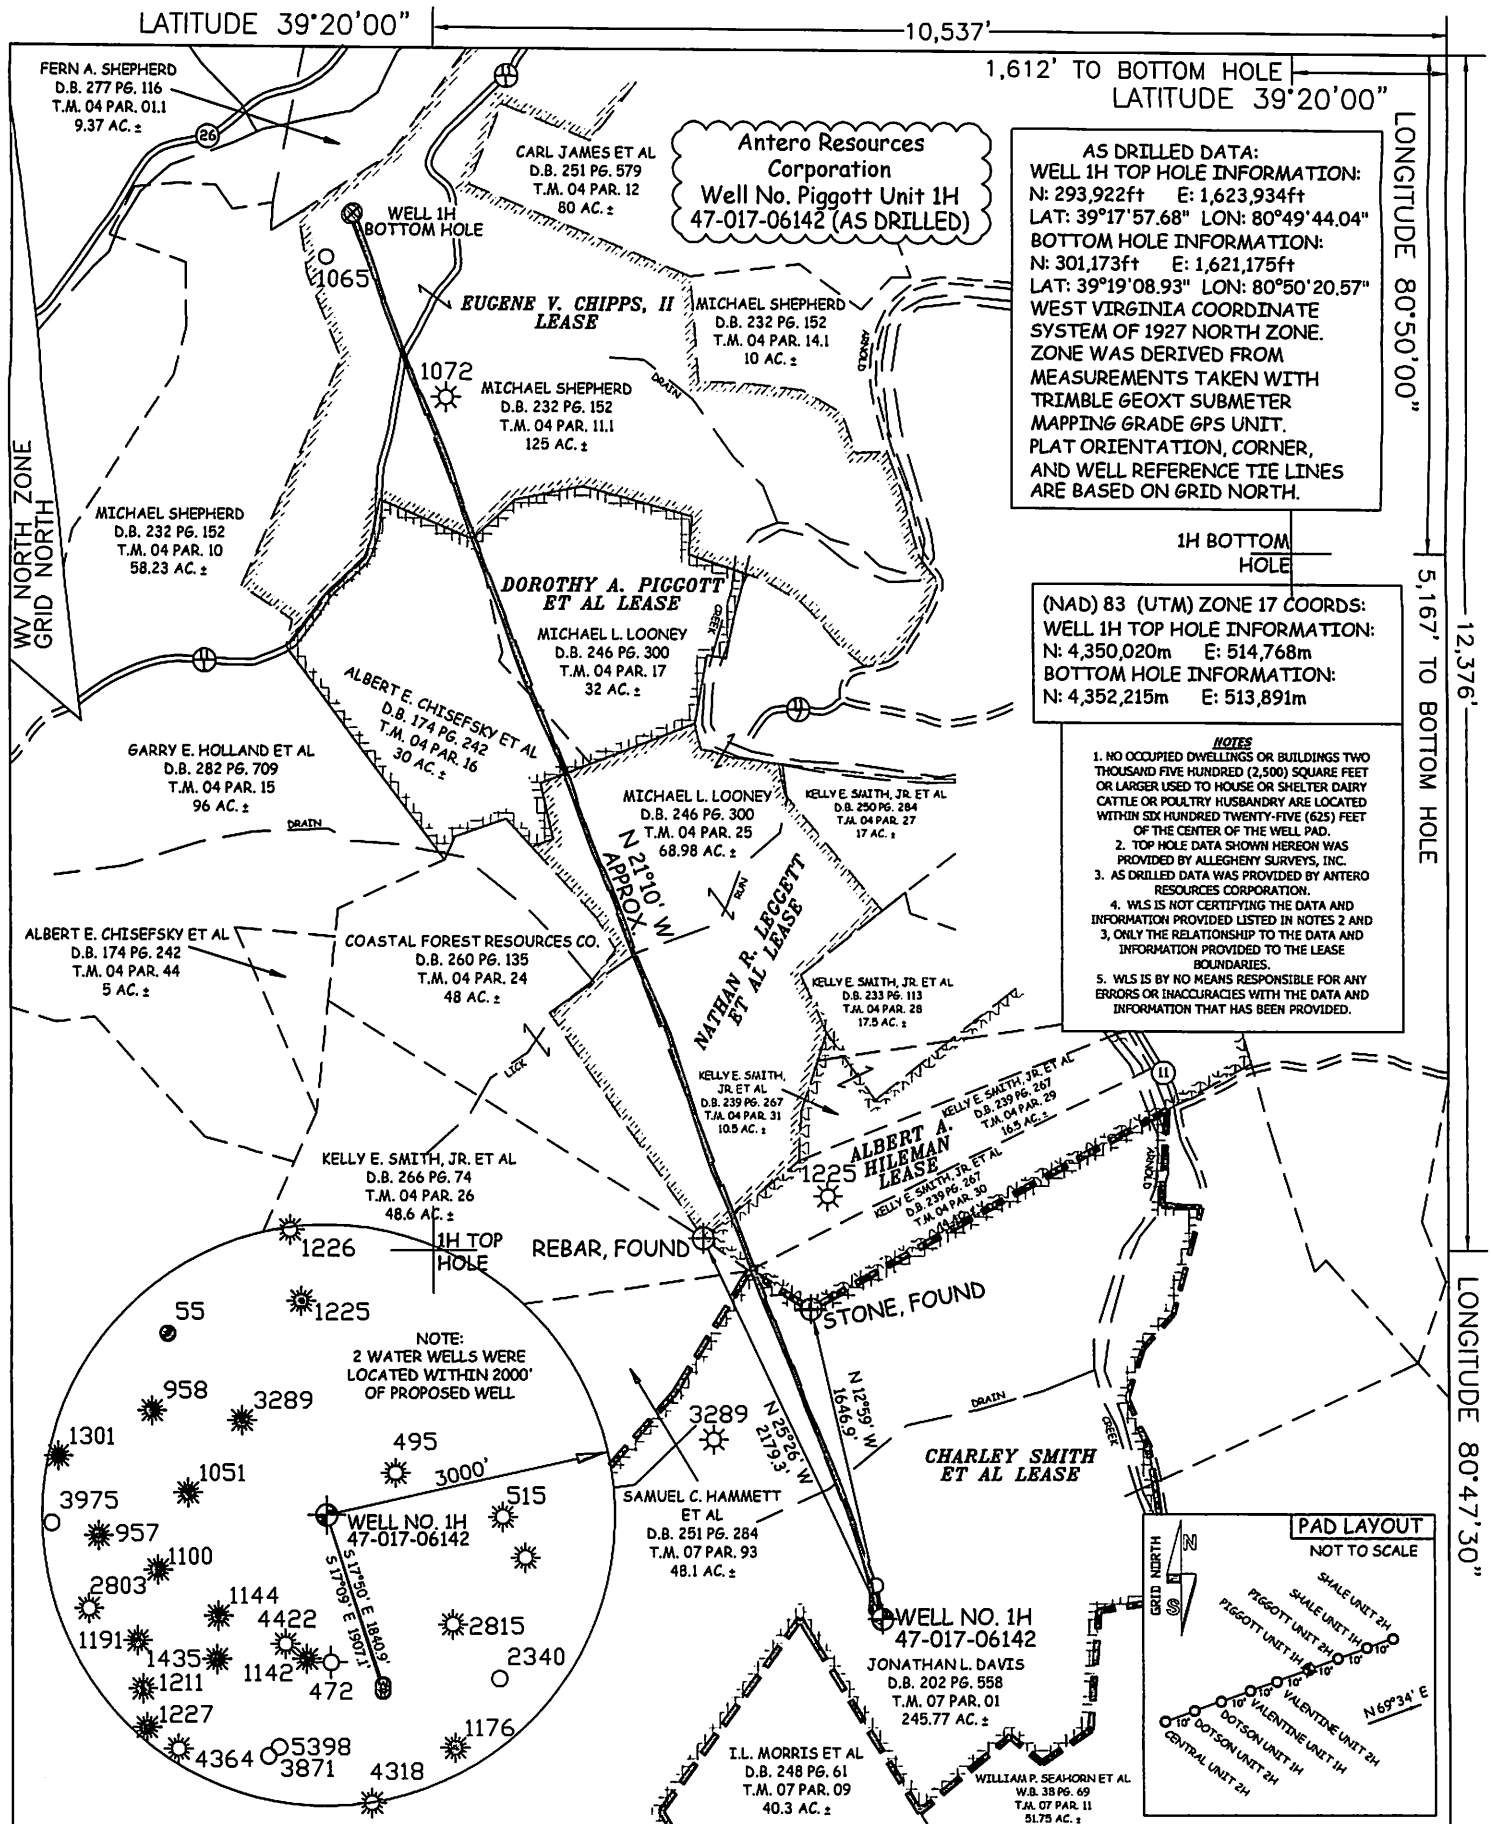 LATITUDE 39°20'00"
10,537'
1,612' TO BOTTOM HOLE
LATITUDE 39°20'00"
FERN A. SHEPHERD
D.B. 277 PG. 116
T.M. 04 PAR. 01.1
9.37 AC. ±
26
11
CARL JAMES ET AL
D.B. 251 PG. 579
T.M. 04 PAR. 12
80 AC. ±
Antero Resources
Corporation
Well No. Piggott Unit 1H
47-017-06142 (AS DRILLED)
AS DRILLED DATA:
WELL 1H TOP HOLE INFORMATION:
N: 293,922ft E: 1,623,934ft
LAT: 39°17'57.68" LON: 80°49'44.04"
BOTTOM HOLE INFORMATION:
N: 301,173ft E: 1,621,175ft
LAT: 39°19'08.93" LON: 80°50'20.57"
WEST VIRGINIA COORDINATE
SYSTEM OF 1927 NORTH ZONE.
ZONE WAS DERIVED FROM
MEASUREMENTS TAKEN WITH
TRIMBLE GEOXT SUBMETER
MAPPING GRADE GPS UNIT.
PLAT ORIENTATION, CORNER,
AND WELL REFERENCE TIE LINES
ARE BASED ON GRID NORTH.
LONGITUDE 80°50'00"
WELL 1H
BOTTOM HOLE
1065
EUGENE V. CHIPPS, II
LEASE
MICHAEL SHEPHERD
D.B. 232 PG. 152
T.M. 04 PAR. 14.1
10 AC. ±
ARNOLD
1072
MICHAEL SHEPHERD
D.B. 232 PG. 152
T.M. 04 PAR. 11.1
125 AC. ±
DRAIN
WV NORTH ZONE
GRID NORTH
MICHAEL SHEPHERD
D.B. 232 PG. 152
T.M. 04 PAR. 10
58.23 AC. ±
1H BOTTOM
HOLE
5,167' TO BOTTOM HOLE
12,376'
DOROTHY A. PIGGOTT
ET AL LEASE
CREEK
MICHAEL L. LOONEY
D.B. 246 PG. 300
T.M. 04 PAR. 17
32 AC. ±
(NAD) 83 (UTM) ZONE 17 COORDS:
WELL 1H TOP HOLE INFORMATION:
N: 4,350,020m E: 514,768m
BOTTOM HOLE INFORMATION:
N: 4,352,215m E: 513,891m
11
ALBERT E. CHISEFSKY ET AL
D.B. 174 PG. 242
T.M. 04 PAR. 16
30 AC. ±
11
GARRY E. HOLLAND ET AL
D.B. 282 PG. 709
T.M. 04 PAR. 15
96 AC. ±
DRAIN
MICHAEL L. LOONEY
D.B. 246 PG. 300
T.M. 04 PAR. 25
68.98 AC. ±
KELLY E. SMITH, JR. ET AL
D.B. 250 PG. 284
T.M. 04 PAR. 27
17 AC. ±
NOTES
1. NO OCCUPIED DWELLINGS OR BUILDINGS TWO
THOUSAND FIVE HUNDRED (2,500) SQUARE FEET
OR LARGER USED TO HOUSE OR SHELTER DAIRY
CATTLE OR POULTRY HUSBANDRY ARE LOCATED
WITHIN SIX HUNDRED TWENTY-FIVE (625) FEET
OF THE CENTER OF THE WELL PAD.
2. TOP HOLE DATA SHOWN HEREON WAS
PROVIDED BY ALLEGHENY SURVEYS, INC.
3. AS DRILLED DATA WAS PROVIDED BY ANTERO
RESOURCES CORPORATION.
4. WLS IS NOT CERTIFYING THE DATA AND
INFORMATION PROVIDED LISTED IN NOTES 2 AND
3, ONLY THE RELATIONSHIP TO THE DATA AND
INFORMATION PROVIDED TO THE LEASE
BOUNDARIES.
5. WLS IS BY NO MEANS RESPONSIBLE FOR ANY
ERRORS OR INACCURACIES WITH THE DATA AND
INFORMATION THAT HAS BEEN PROVIDED.
N 21°10' W
APPROX.
RUN
NATHAN R. LEGGETT
ET AL LEASE
ALBERT E. CHISEFSKY ET AL
D.B. 174 PG. 242
T.M. 04 PAR. 44
5 AC. ±
COASTAL FOREST RESOURCES CO.
D.B. 260 PG. 135
T.M. 04 PAR. 24
48 AC. ±
KELLY E. SMITH, JR. ET AL
D.B. 233 PG. 113
T.M. 04 PAR. 28
17.5 AC. ±
LICK
KELLY E. SMITH,
JR. ET AL
D.B. 239 PG. 267
T.M. 04 PAR. 31
10.5 AC. ±
KELLY E. SMITH, JR. ET AL
D.B. 239 PG. 267
T.M. 04 PAR. 29
16.5 AC. ±
11
ALBERT A.
HILEMAN
LEASE
1225
KELLY E. SMITH, JR. ET AL
D.B. 239 PG. 267
T.M. 04 PAR. 30
ARNOLD
KELLY E. SMITH, JR. ET AL
D.B. 266 PG. 74
T.M. 04 PAR. 26
48.6 AC. ±
1H TOP
HOLE
REBAR, FOUND
STONE, FOUND
LONGITUDE 80°47'30"
1226
1225
55
NOTE:
2 WATER WELLS WERE
LOCATED WITHIN 2000'
OF PROPOSED WELL
958
3289
1301
495
3000'
1051
3975
957
515
WELL NO. 1H
47-017-06142
1100
2803
S 17°50' E 1840.9'
S 17°09' E 1907.1'
1144
4422
2815
1191
1435
1142
472
2340
1211
1227
1176
4364
5398
3871
4318
N 12°59' W
1646.9'
N 25°26' W
2179.3'
3289
DRAIN
CREEK
CHARLEY SMITH
ET AL LEASE
SAMUEL C. HAMMETT
ET AL
D.B. 251 PG. 284
T.M. 07 PAR. 93
48.1 AC. ±
WELL NO. 1H
47-017-06142
JONATHAN L. DAVIS
D.B. 202 PG. 558
T.M. 07 PAR. 01
245.77 AC. ±
I.L. MORRIS ET AL
D.B. 248 PG. 61
T.M. 07 PAR. 09
40.3 AC. ±
WILLIAM P. SEAHORN ET AL
W.B. 38 PG. 69
T.M. 07 PAR. 11
51.75 AC. ±
PAD LAYOUT
NOT TO SCALE
GRID NORTH
N
S
SHALE UNIT 2H
SHALE UNIT 1H
PIGGOTT UNIT 2H
PIGGOTT UNIT 1H
10'
10'
10'
10'
10'
10'
10'
VALENTINE UNIT 2H
VALENTINE UNIT 1H
DOTSON UNIT 1H
DOTSON UNIT 2H
CENTRAL UNIT 2H
N 69°34' E